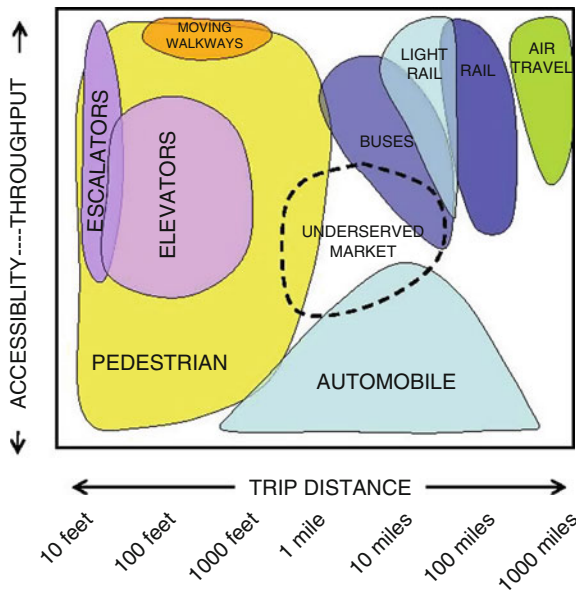 MOVING
WALKWAYS
LIGHT
RAIL
RAIL
AIR
TRAVEL
ESCALATORS
ELEVATORS
BUSES
UNDERSERVED
MARKET
PEDESTRIAN
AUTOMOBILE
ACCESSIBLITY----THROUGHPUT
TRIP DISTANCE
10 feet
100 feet
1000 feet
1 mile
10 miles
100 miles
1000 miles